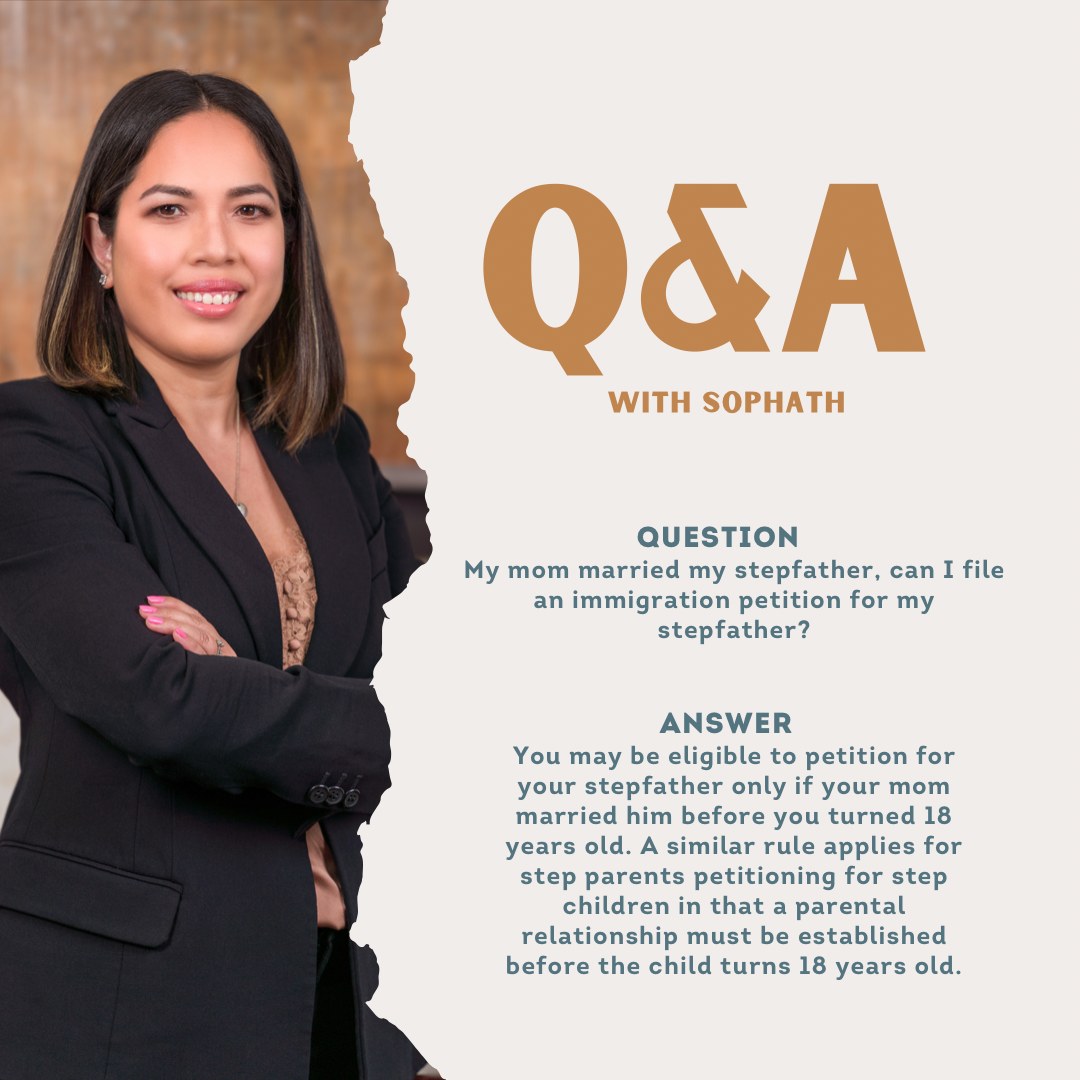 Q&A
WITH SOPHATH
QUESTION
My mom married my stepfather, can I file
an immigration petition for my
stepfather?
ANSWER
You may be eligible to petition for
your stepfather only if your mom
married him before you turned 18
years old. A similar rule applies for
step parents petitioning for step
children in that a parental
relationship must be established
before the child turns 18 years old.